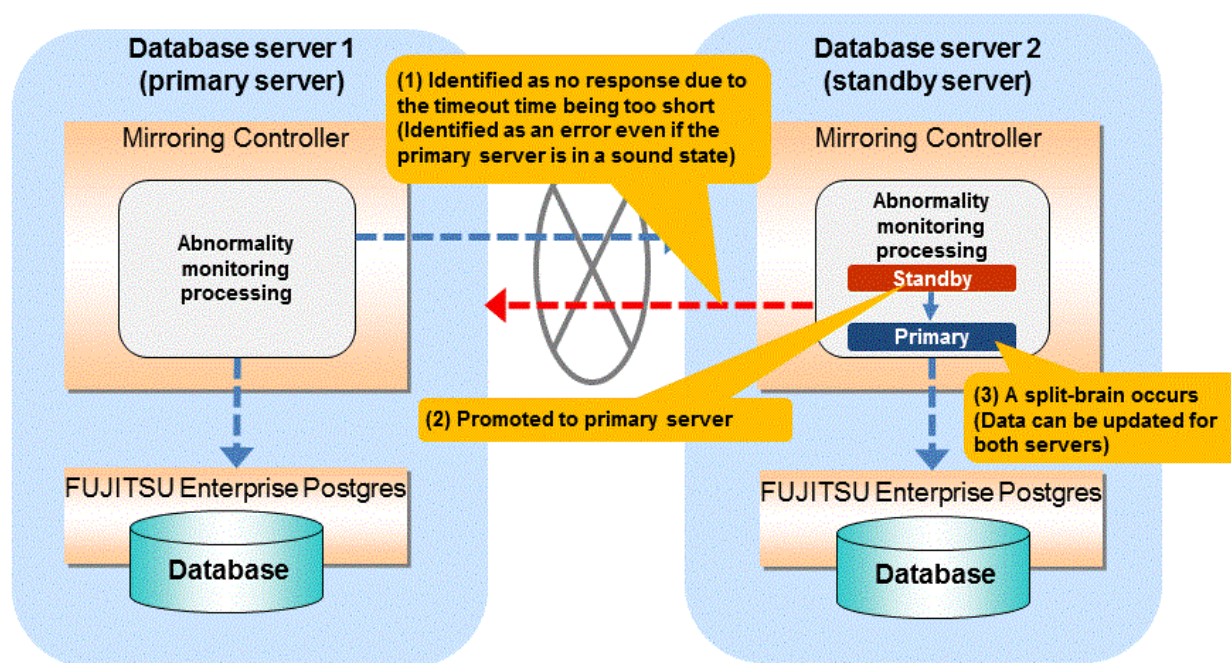 Database server 1
(primary server)
Mirroring Controller
Abnormality
monitoring
processing
FUJITSU Enterprise Postgres
Database
(1) Identified as no response due to
the timeout time being too short
(Identified as an error even if the
primary server is in a sound state)
(2) Promoted to primary server
Database server 2
(standby server)
Mirroring Controller
Abnormality
monitoring
processing
Standby
Primary
(3) A split-brain occurs
(Data can be updated for
both servers)
FUJITSU Enterprise Postgres
Database